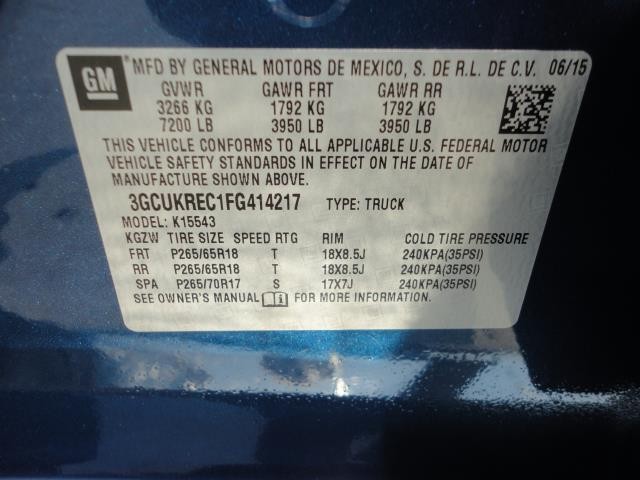 GM MFD BY GENERAL MOTORS DE MEXICO, S. DE R.L. DE C.V. 06/15
GVWR GAWR FRT GAWR RR
3266 KG 1792 KG 1792 KG
7200 LB 3950 LB 3950 LB
THIS VEHICLE CONFORMS TO ALL APPLICABLE U.S. FEDERAL MOTOR
VEHICLE SAFETY STANDARDS IN EFFECT ON THE DATE OF
MANUFACTURE SHOWN ABOVE.
3GCUKREC1FG414217 TYPE: TRUCK
MODEL: K15543
KGZW TIRE SIZE SPEED RTG RIM COLD TIRE PRESSURE
FRT P265/65R18 T 18X8.5J 240KPA(35PSI)
RR P265/65R18 T 18X8.5J 240KPA(35PSI)
SPA P265/70R17 S 17X7J 240KPA(35PSI)
SEE OWNER'S MANUAL FOR MORE INFORMATION.